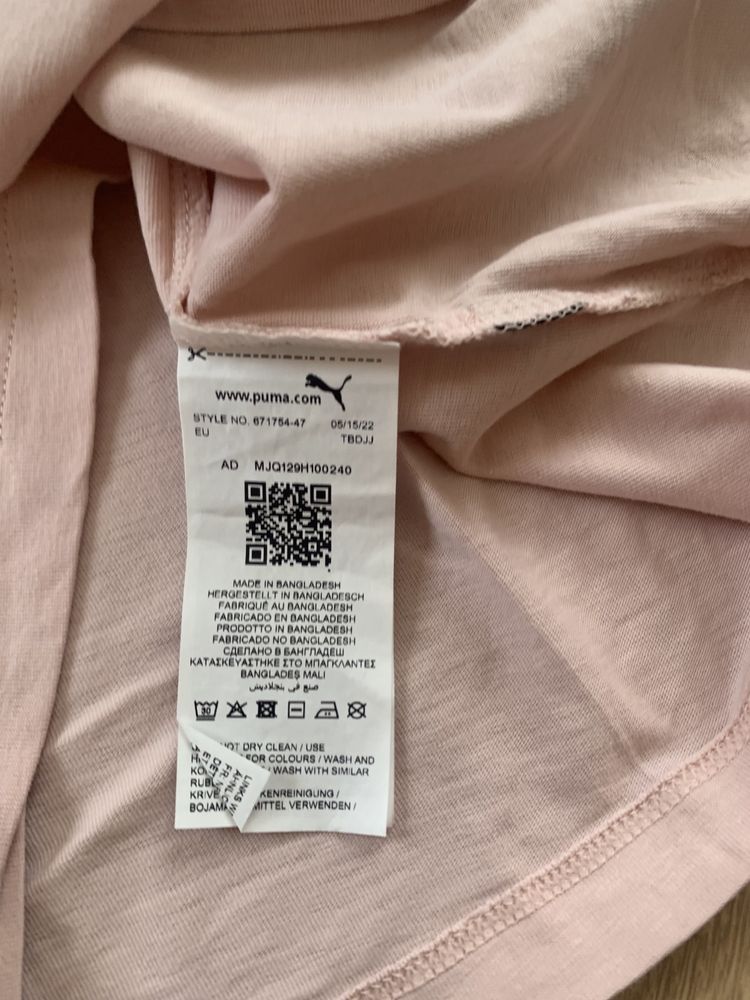 www.puma.com
STYLE NO. 671754-47 05/15/22
EU TBDJJ
AD MJQ129H100240
MADE IN BANGLADESH
HERGESTELLT IN BANGLADESCH
FABRIQUÉ AU BANGLADESH
FABRICADO EN BANGLADESH
PRODOTTO IN BANGLADESH
FABRICADO NO BANGLADESH
СДЕЛАНО В БАНГЛАДЕШ
ΚΑΤΑΣΚΕΥΑΣΤΗΚΕ ΣΤΟ ΜΠΑΓΚΛΑΝΤΕΣ
BANGLADEŞ MALI
صنع في بنجلاديش
30
DRY CLEAN / USE
FOR COLOURS / WASH AND
/ WASH WITH SIMILAR
MITTEL VERWENDEN /
LINKS